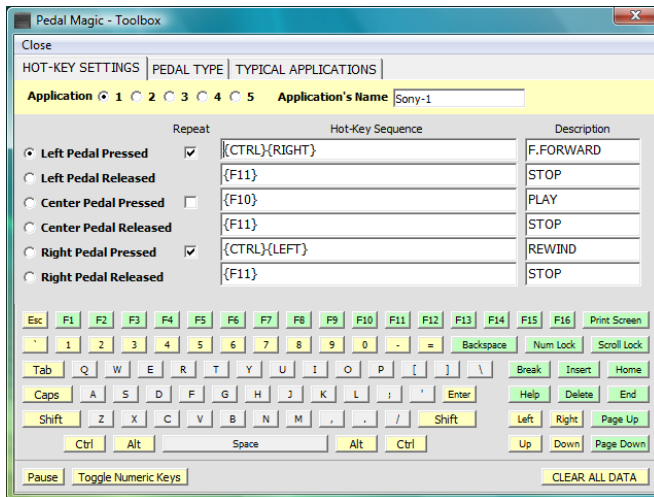 Pedal Magic - Toolbox
Close
HOT-KEY SETTINGS PEDAL TYPE TYPICAL APPLICATIONS
Application 1 2 3 4 5 Application's Name Sony-1
Repeat Hot-Key Sequence Description
Left Pedal Pressed {CTRL}{RIGHT} F.FORWARD
Left Pedal Released {F11} STOP
Center Pedal Pressed {F10} PLAY
Center Pedal Released {F11} STOP
Right Pedal Pressed {CTRL}{LEFT} REWIND
Right Pedal Released {F11} STOP
Esc F1 F2 F3 F4 F5 F6 F7 F8 F9 F10 F11 F12 F13 F14 F15 F16 Print Screen
` 1 2 3 4 5 6 7 8 9 0 - = Backspace Num Lock Scroll Lock
Tab Q W E R T Y U I O P [ ] \ Break Insert Home
Caps A S D F G H J K L ; ' Enter Help Delete End
Shift Z X C V B N M , . / Shift Left Right Page Up
Ctrl Alt Space Alt Ctrl Up Down Page Down
Pause Toggle Numeric Keys CLEAR ALL DATA